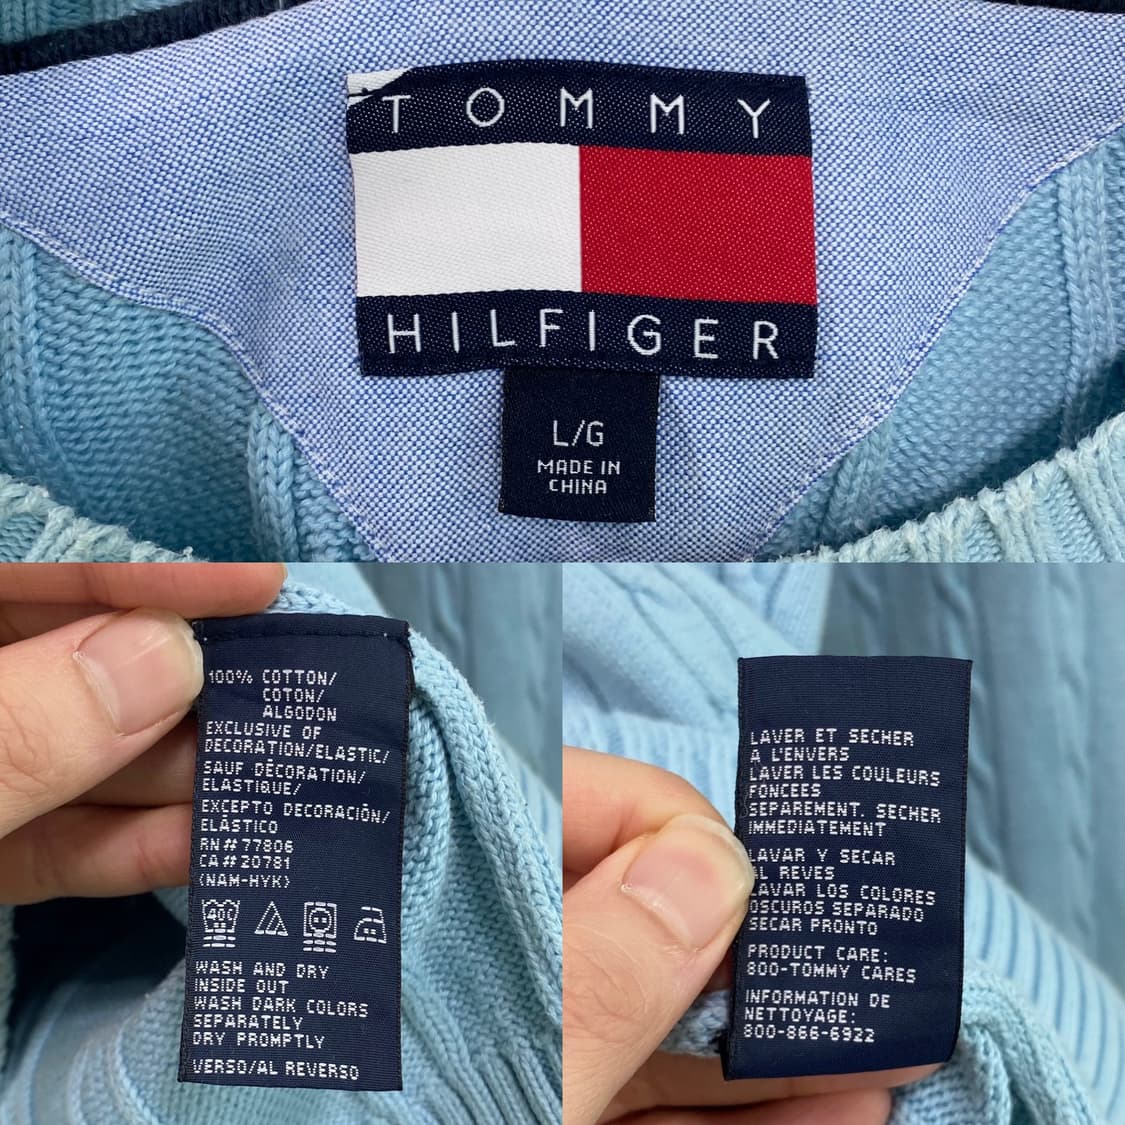 TOMMY
HILFIGER
L/G
MADE IN
CHINA
100% COTTON/
COTON/
ALGODON
EXCLUSIVE OF
DECORATION/ELASTIC/
SAUF DÉCORATION/
ELASTIQUE/
EXCEPTO DECORACIÓN/
ELÁSTICO
RN# 77806
CA# 20781
(NAM-HYK)
40C
WASH AND DRY
INSIDE OUT
WASH DARK COLORS
SEPARATELY
DRY PROMPTLY
VERSO/AL REVERSO
LAVER ET SECHER
A L'ENVERS
LAVER LES COULEURS
FONCEES
SEPAREMENT. SECHER
IMMEDIATEMENT
LAVAR Y SECAR
AL REVES
LAVAR LOS COLORES
OSCUROS SEPARADO
SECAR PRONTO
PRODUCT CARE:
800-TOMMY CARES
INFORMATION DE
NETTOYAGE:
800-866-6922